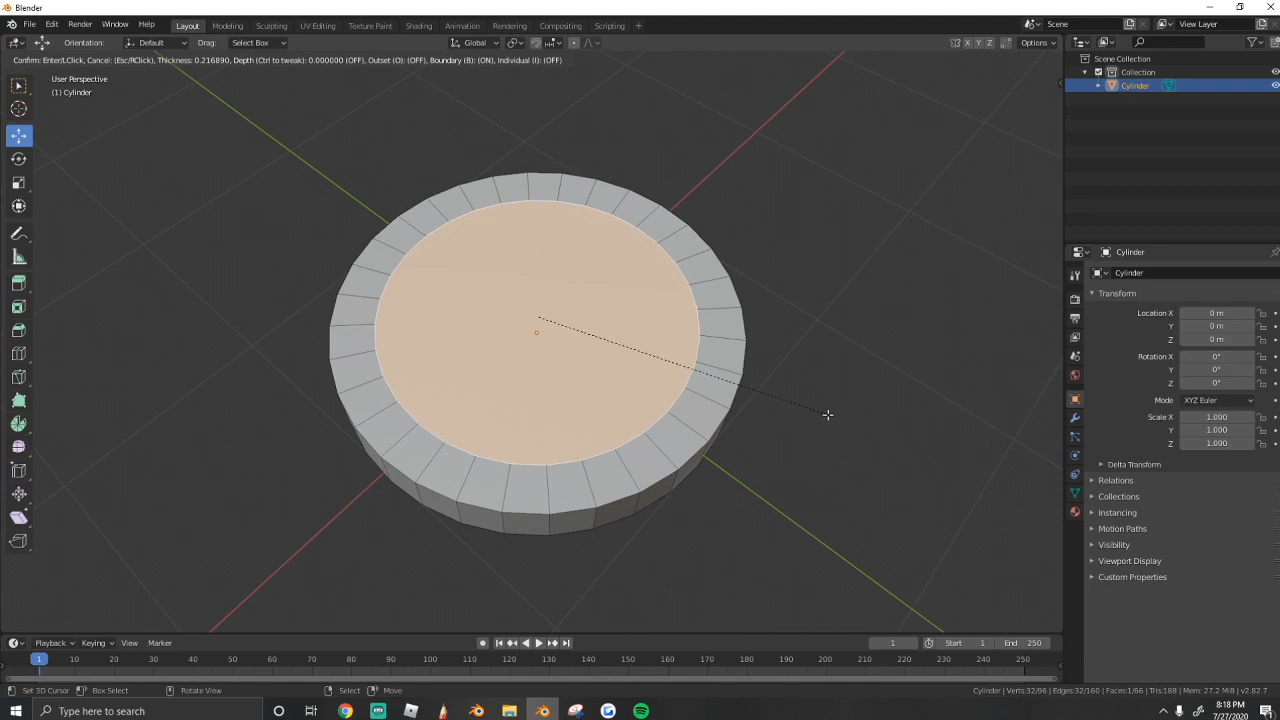 Blender
File Edit Render Window Help Layout Modeling Sculpting UV Editing Texture Paint Shading Animation Rendering Compositing Scripting + Scene View Layer
Orientation: Default Drag: Select Box Global X Y Z Options
Confirm: Enter/LClick, Cancel: (Esc/RClick), Thickness: 0.216890, Depth (Ctrl to tweak): 0.000000 (OFF), Outset (O): (OFF), Boundary (B): (ON), Individual (I): (OFF)
User Perspective
(1) Cylinder
Scene Collection
Collection
Cylinder
Cylinder
Cylinder
Transform
Location X 0 m
Y 0 m
Z 0 m
Rotation X 0°
Y 0°
Z 0°
Mode XYZ Euler
Scale X 1.000
Y 1.000
Z 1.000
Delta Transform
Relations
Collections
Instancing
Motion Paths
Visibility
Viewport Display
Custom Properties
Playback Keying View Marker 1 Start 1 End 250
1 10 20 30 40 50 60 70 80 90 100 110 120 130 140 150 160 170 180 190 200 210 220 230 240 250
Set 3D Cursor Box Select Rotate View Select Move Cylinder | Verts:32/96 | Edges:32/160 | Faces:1/66 | Tris:188 | Mem: 27.2 MiB | v2.82.7
Type here to search 8:18 PM
7/27/2020